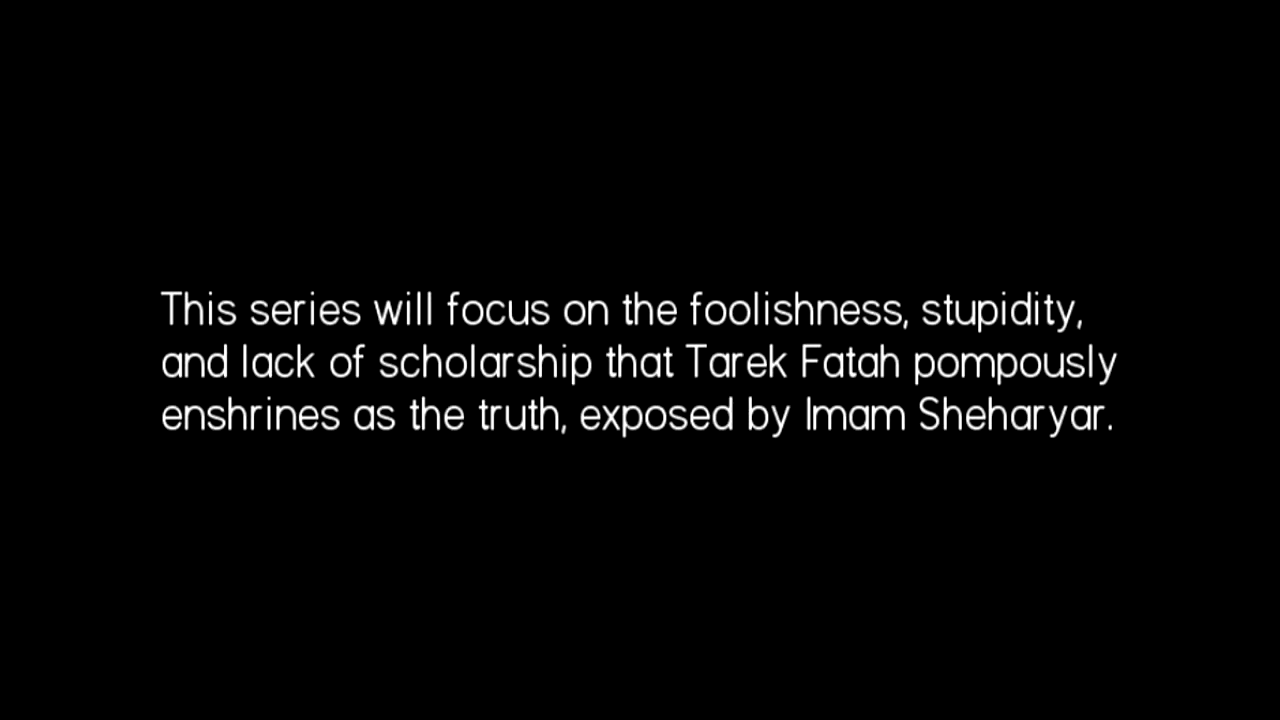 This series will focus on the foolishness, stupidity,
and lack of scholarship that Tarek Fatah pompously
enshrines as the truth, exposed by Imam Sheharyar.